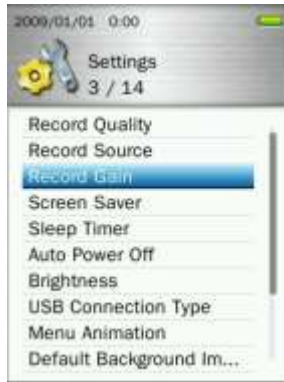 2009/01/01 0:00
Settings
3 / 14
Record Quality
Record Source
Record Gain
Screen Saver
Sleep Timer
Auto Power Off
Brightness
USB Connection Type
Menu Animation
Default Background Im...